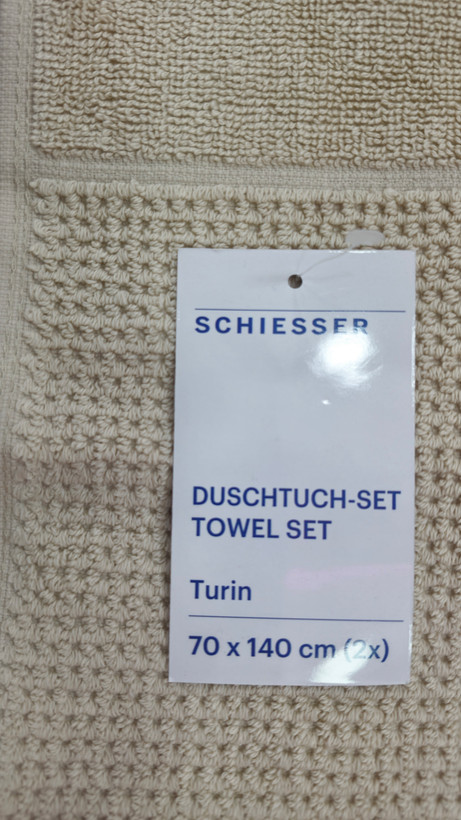 SCHIESSER
DUSCHTUCH-SET
TOWEL SET
Turin
70 x 140 cm (2x)